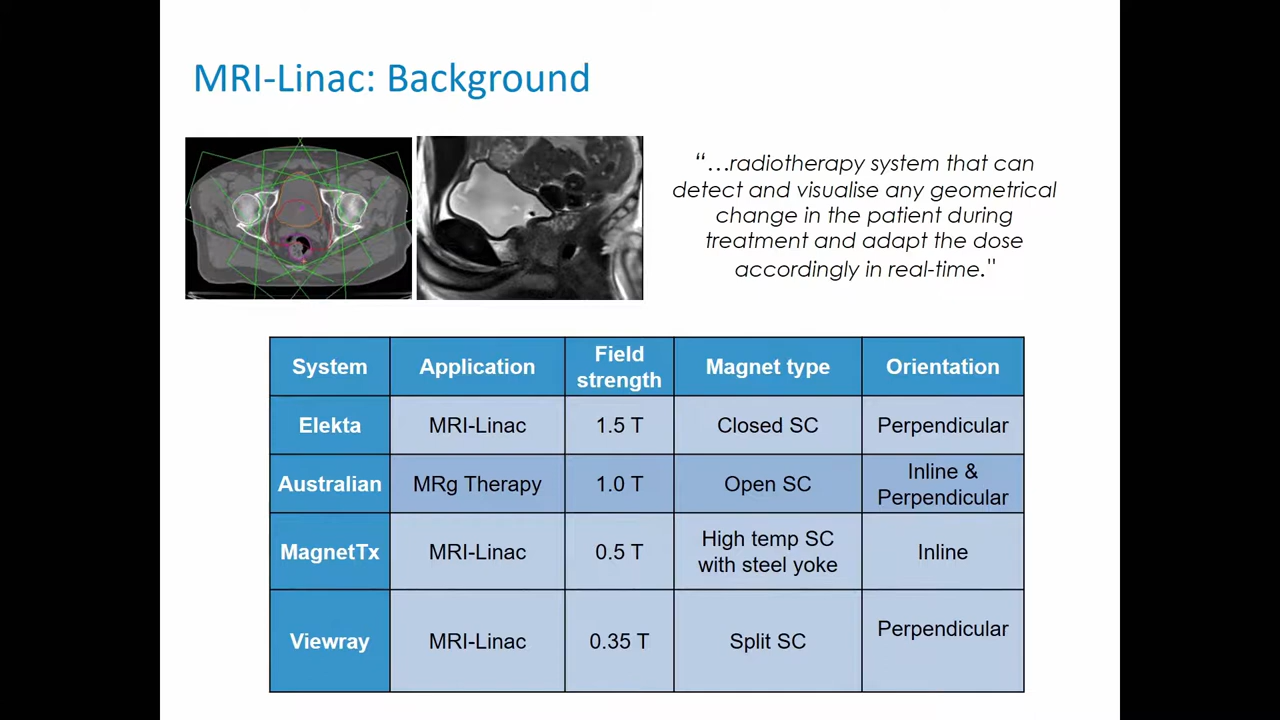 MRI-Linac: Background
“…radiotherapy system that can
detect and visualise any geometrical
change in the patient during
treatment and adapt the dose
accordingly in real-time."
System Application Field strength Magnet type Orientation
Elekta MRI-Linac 1.5 T Closed SC Perpendicular
Australian MRg Therapy 1.0 T Open SC Inline & Perpendicular
MagnetTx MRI-Linac 0.5 T High temp SC with steel yoke Inline
Viewray MRI-Linac 0.35 T Split SC Perpendicular